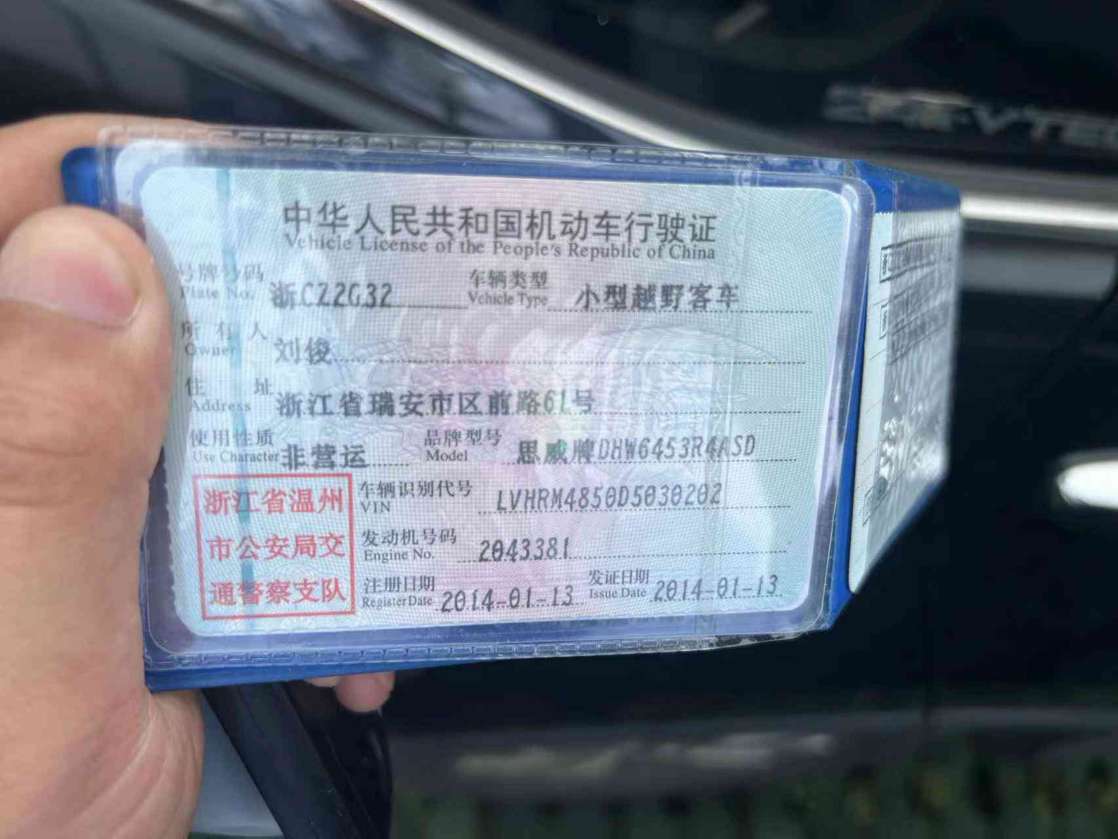 中华人民共和国机动车行驶证
Vehicle License of the People's Republic of China
号牌号码 浙CZ2G32 车辆类型 小型越野客车
Plate No. Vehicle Type
所有人 刘俊
Owner
住址 浙江省瑞安市区前路61号
Address
使用性质 非营运 品牌型号 思威牌DHW6453R4ASD
Use Character Model
浙江省温州
市公安局交
通警察支队
车辆识别代号 LVHRM4850D5030202
VIN
发动机号码 2043381
Engine No.
注册日期 2014-01-13 发证日期 2014-01-13
Register Date Issue Date